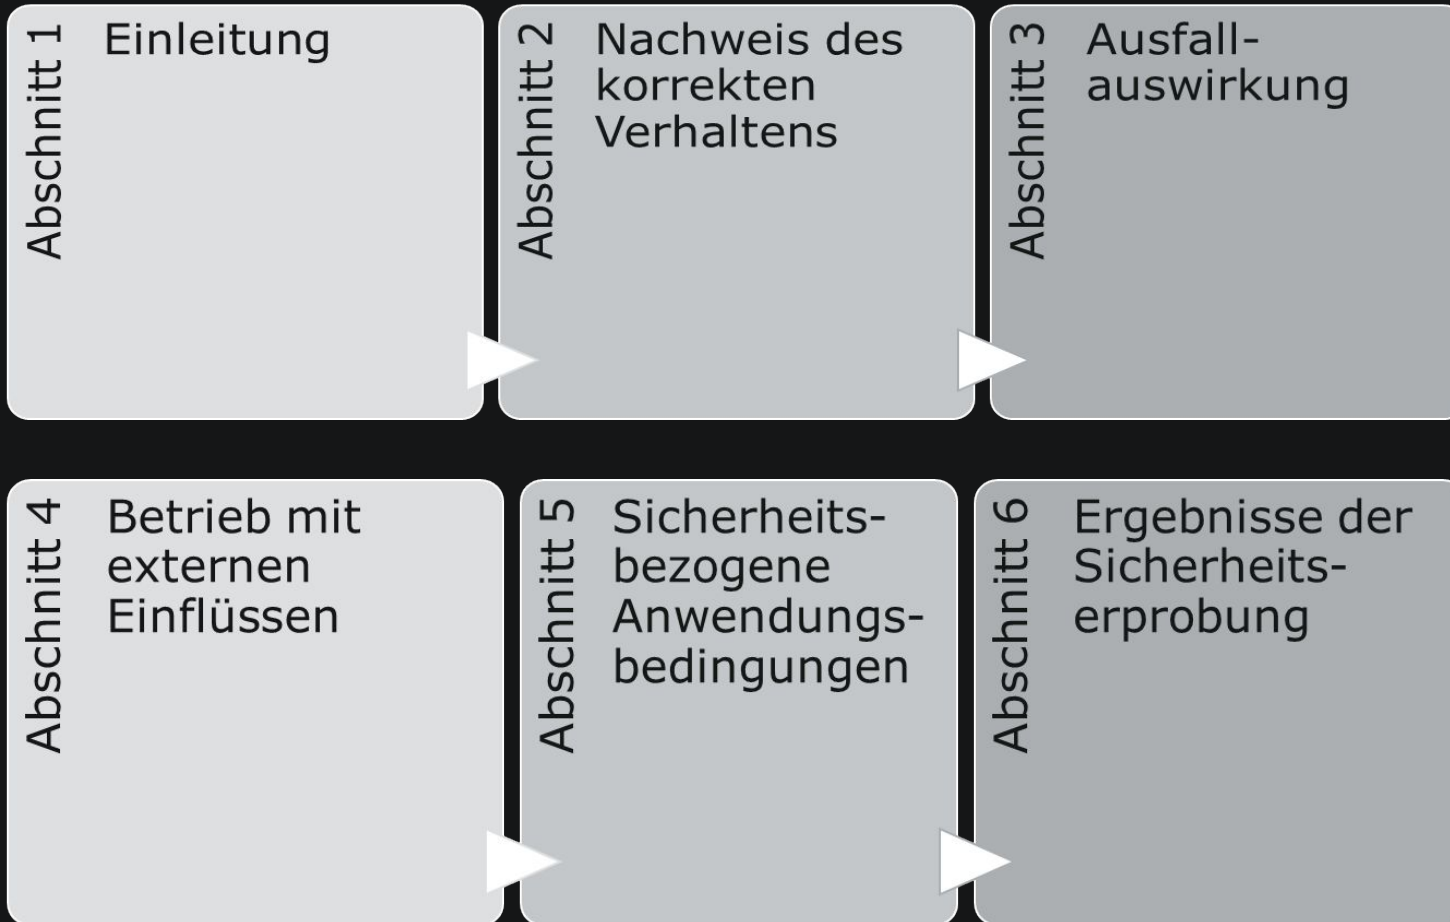 Abschnitt 1
Einleitung
Abschnitt 2
Nachweis des
korrekten
Verhaltens
Abschnitt 3
Ausfall-
auswirkung
Abschnitt 4
Betrieb mit
externen
Einflüssen
Abschnitt 5
Sicherheits-
bezogene
Anwendungs-
bedingungen
Abschnitt 6
Ergebnisse der
Sicherheits-
erprobung